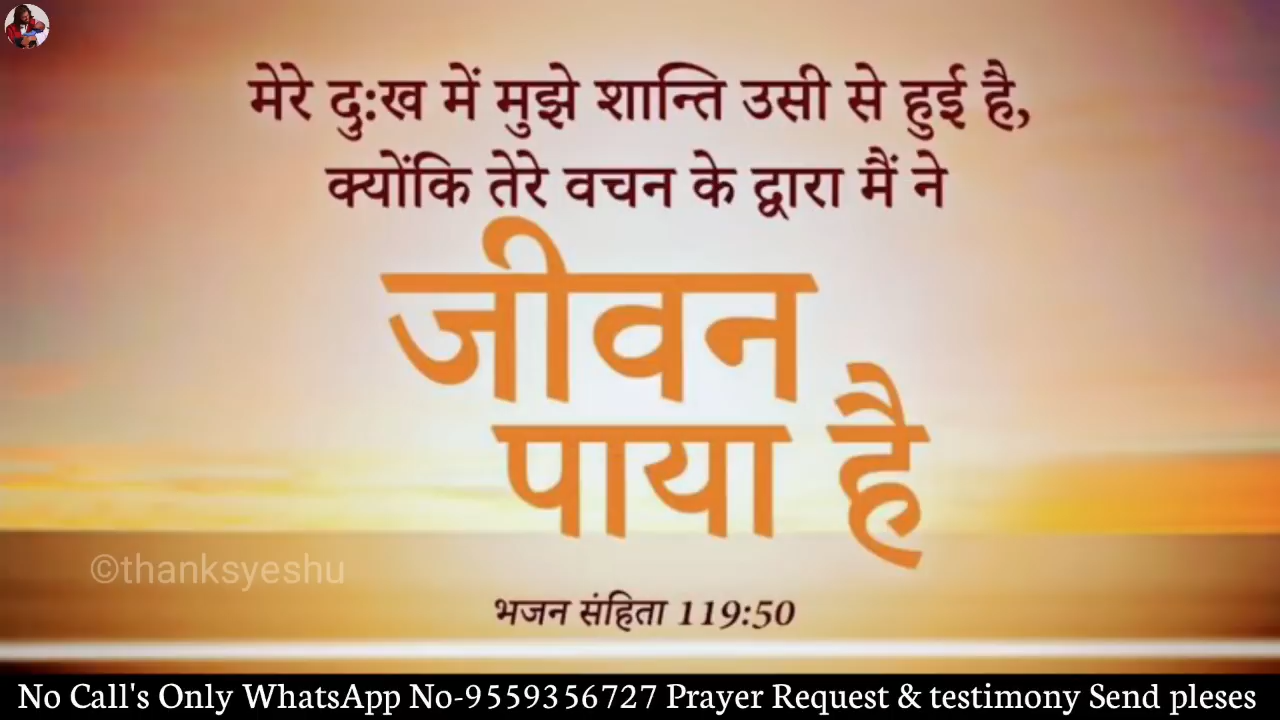 मेरे दु:ख में मुझे शान्ति उसी से हुई है,
क्योंकि तेरे वचन के द्वारा मैं ने
जीवन
पाया है
©thanksyeshu
भजन संहिता 119:50
No Call's Only WhatsApp No-9559356727 Prayer Request & testimony Send pleses